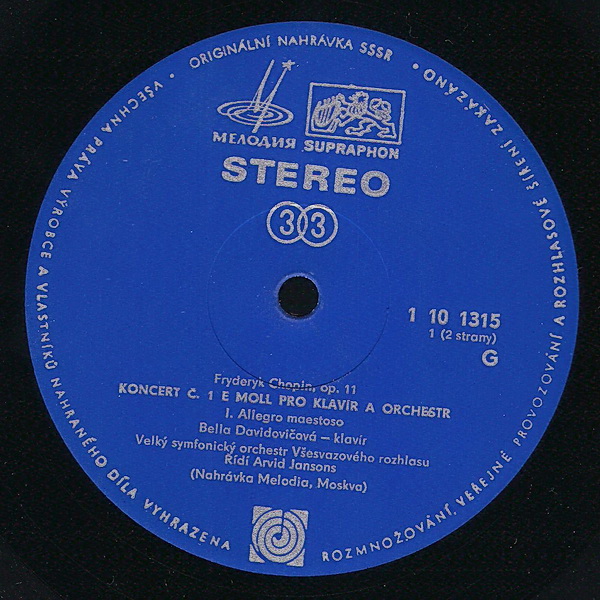 VŠECHNA PRÁVA VÝROBCE A VLASTNÍKŮ NAHRANÉHO DÍLA VYHRAZENA
• ORIGINÁLNÍ NAHRÁVKA SSSR •
ROZMNOŽOVÁNÍ, VEŘEJNÉ PROVOZOVÁNÍ A ROZHLASOVÉ ŠÍŘENÍ ZAKÁZÁNO
МЕЛОДИЯ SUPRAPHON
STEREO
33
1 10 1315
1 (2 strany)
G
Fryderyk Chopin, op. 11
KONCERT Č. 1 E MOLL PRO KLAVÍR A ORCHESTR
I. Allegro maestoso
Bella Davidovičavá – klavír
Velký symfonický orchestr Všesvazového rozhlasu
Řídí Arvid Jansons
(Nahrávka Melodia, Moskva)